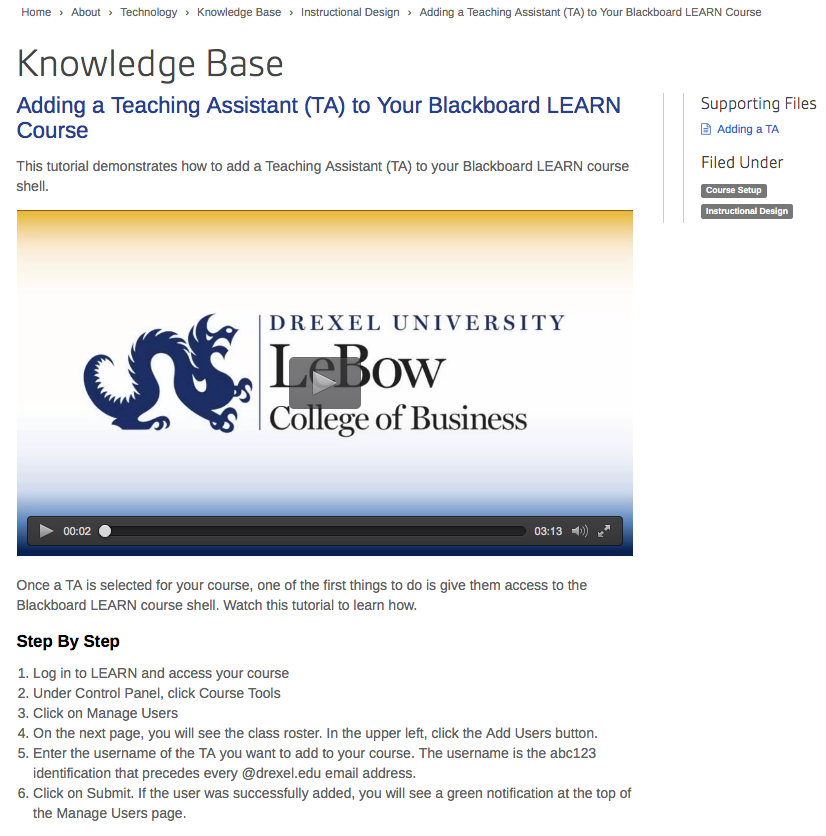 Home › About › Technology › Knowledge Base › Instructional Design › Adding a Teaching Assistant (TA) to Your Blackboard LEARN Course
Knowledge Base
Adding a Teaching Assistant (TA) to Your Blackboard LEARN
Course
This tutorial demonstrates how to add a Teaching Assistant (TA) to your Blackboard LEARN course
shell.
DREXEL UNIVERSITY
LeBow
College of Business
00:02
03:13
Once a TA is selected for your course, one of the first things to do is give them access to the
Blackboard LEARN course shell. Watch this tutorial to learn how.
Step By Step
1. Log in to LEARN and access your course
2. Under Control Panel, click Course Tools
3. Click on Manage Users
4. On the next page, you will see the class roster. In the upper left, click the Add Users button.
5. Enter the username of the TA you want to add to your course. The username is the abc123
identification that precedes every @drexel.edu email address.
6. Click on Submit. If the user was successfully added, you will see a green notification at the top of
the Manage Users page.
Supporting Files
Adding a TA
Filed Under
Course Setup
Instructional Design